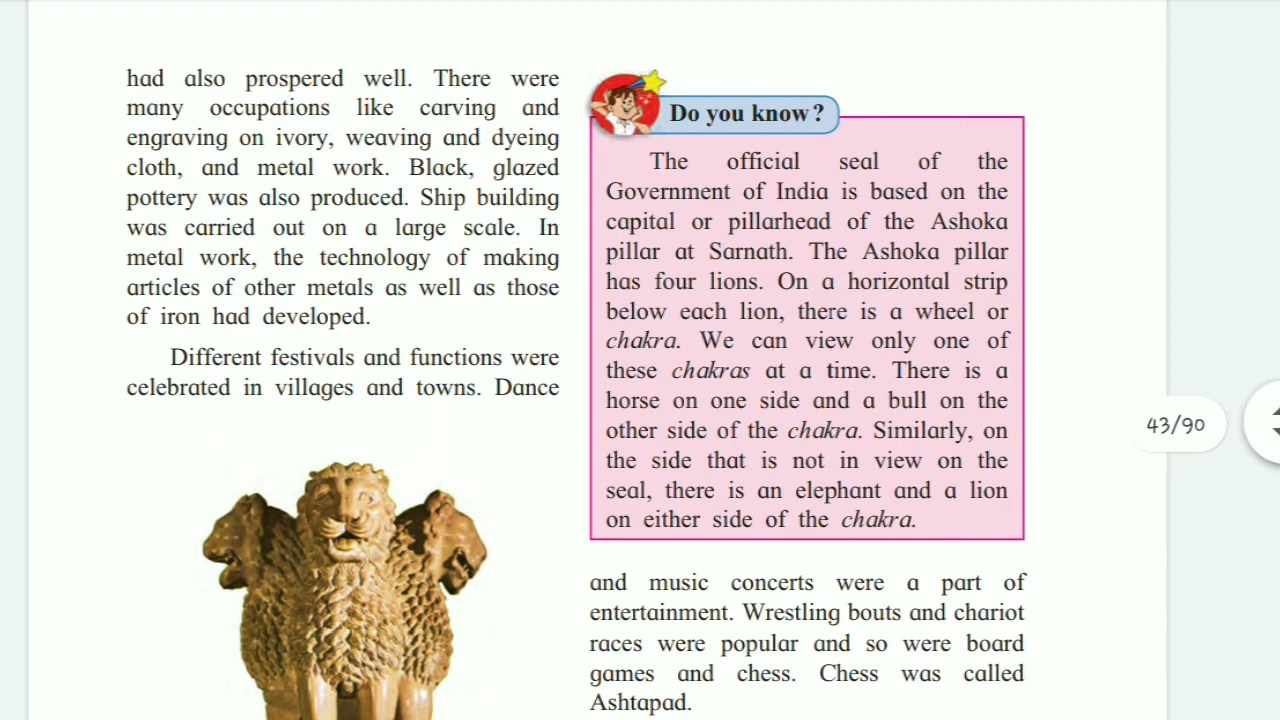 had also prospered well. There were
many occupations like carving and
engraving on ivory, weaving and dyeing
cloth, and metal work. Black, glazed
pottery was also produced. Ship building
was carried out on a large scale. In
metal work, the technology of making
articles of other metals as well as those
of iron had developed.
Different festivals and functions were
celebrated in villages and towns. Dance
Do you know?
The official seal of the
Government of India is based on the
capital or pillarhead of the Ashoka
pillar at Sarnath. The Ashoka pillar
has four lions. On a horizontal strip
below each lion, there is a wheel or
chakra. We can view only one of
these chakras at a time. There is a
horse on one side and a bull on the
other side of the chakra. Similarly, on
the side that is not in view on the
seal, there is an elephant and a lion
on either side of the chakra.
and music concerts were a part of
entertainment. Wrestling bouts and chariot
races were popular and so were board
games and chess. Chess was called
Ashtapad.
43/90